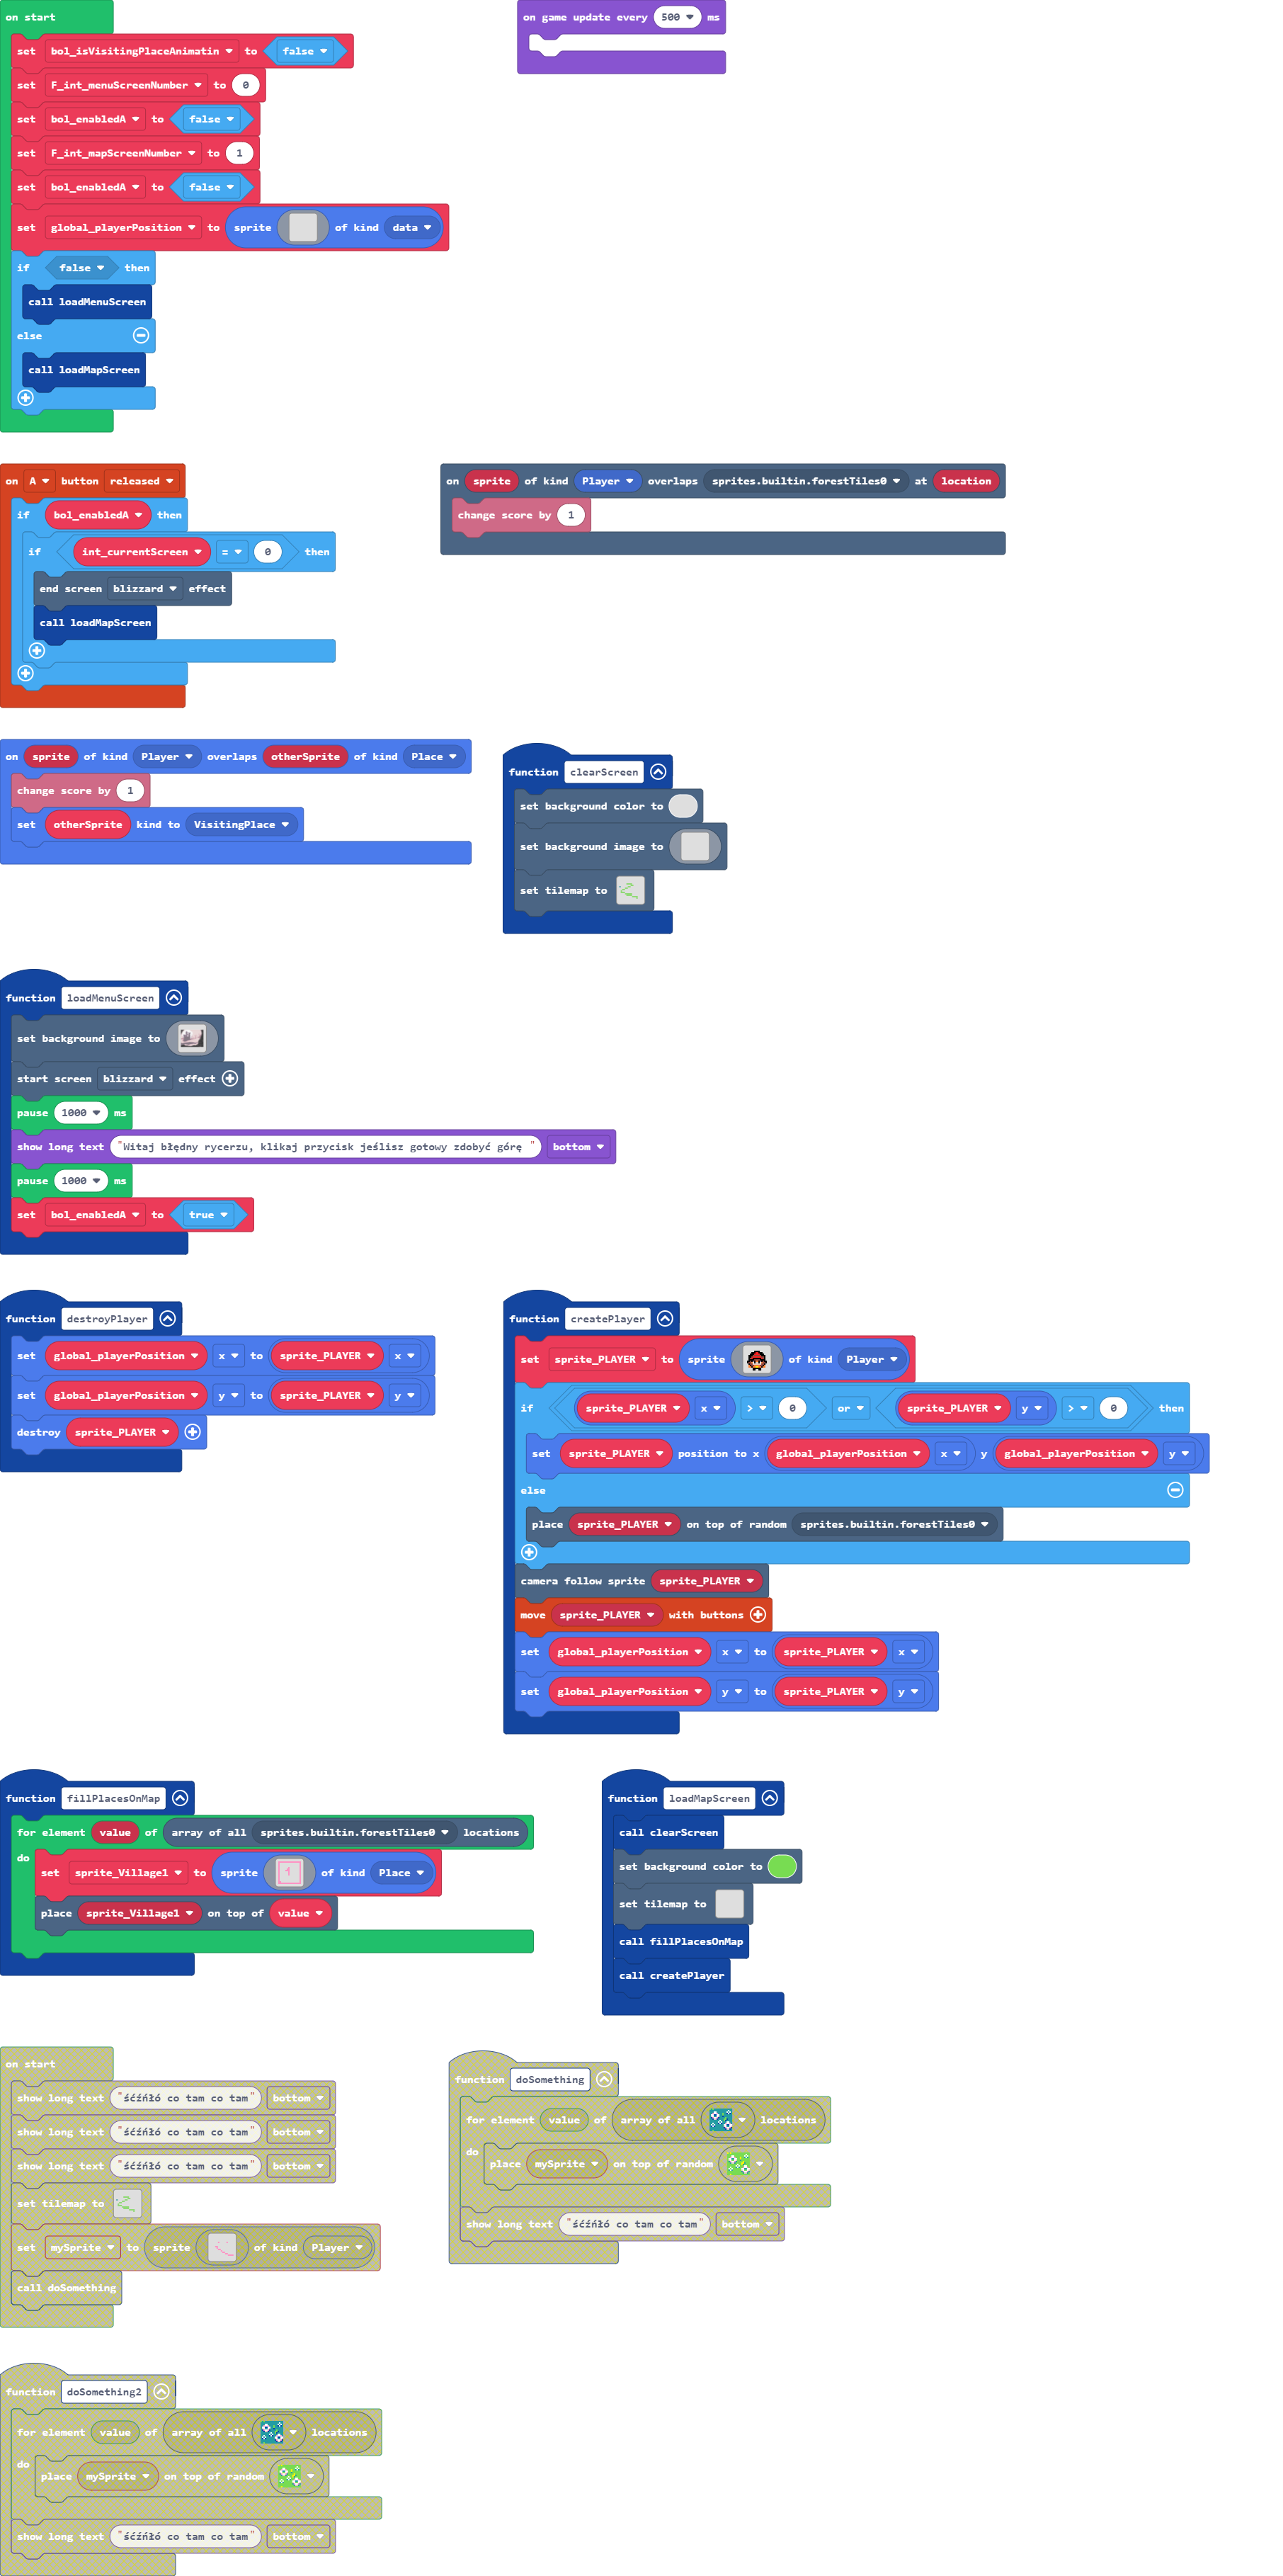 on start
set bol_isVisitingPlaceAnimatin to false
set F_int_menuScreenNumber to 0
set bol_enabledA to false
set F_int_mapScreenNumber to 1
set bol_enabledA to false
set global_playerPosition to sprite of kind data
if false then
call loadMenuScreen
else
call loadMapScreen
on game update every 500 ms
on A button released
if bol_enabledA then
if int_currentScreen = 0 then
end screen blizzard effect
call loadMapScreen
on sprite of kind Player overlaps sprites.builtin.forestTiles0 at location
change score by 1
on sprite of kind Player overlaps otherSprite of kind Place
change score by 1
set otherSprite kind to VisitingPlace
function clearScreen
set background color to
set background image to
set tilemap to
function loadMenuScreen
set background image to
start screen blizzard effect
pause 1000 ms
show long text "Witaj błędny rycerzu, klikaj przycisk jeślisz gotowy zdobyć górę " bottom
pause 1000 ms
set bol_enabledA to true
function destroyPlayer
set global_playerPosition x to sprite_PLAYER x
set global_playerPosition y to sprite_PLAYER y
destroy sprite_PLAYER
function createPlayer
set sprite_PLAYER to sprite of kind Player
if sprite_PLAYER x > 0 or sprite_PLAYER y > 0 then
set sprite_PLAYER position to x global_playerPosition x y global_playerPosition y
else
place sprite_PLAYER on top of random sprites.builtin.forestTiles0
camera follow sprite sprite_PLAYER
move sprite_PLAYER with buttons
set global_playerPosition x to sprite_PLAYER x
set global_playerPosition y to sprite_PLAYER y
function fillPlacesOnMap
for element value of array of all sprites.builtin.forestTiles0 locations
do
set sprite_Village1 to sprite 1 of kind Place
place sprite_Village1 on top of value
function loadMapScreen
call clearScreen
set background color to
set tilemap to
call fillPlacesOnMap
call createPlayer
on start
show long text "śćźńłó co tam co tam" bottom
show long text "śćźńłó co tam co tam" bottom
show long text "śćźńłó co tam co tam" bottom
set tilemap to
set mySprite to sprite of kind Player
call doSomething
function doSomething
for element value of array of all locations
do
place mySprite on top of random
show long text "śćźńłó co tam co tam" bottom
function doSomething2
for element value of array of all locations
do
place mySprite on top of random
show long text "śćźńłó co tam co tam" bottom